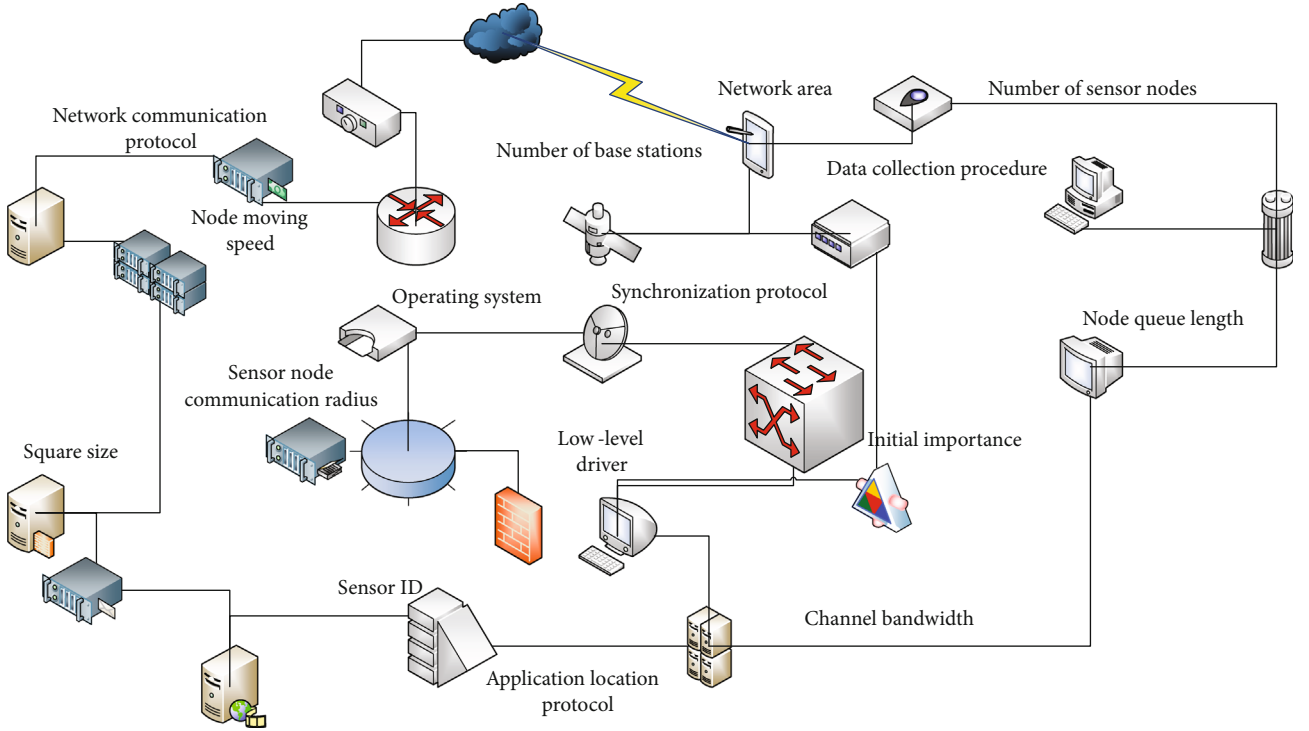 Network area
Number of sensor nodes
Network communication
protocol
Number of base stations
Data collection procedure
Node moving
speed
Operating system
Synchronization protocol
Node queue length
Sensor node
communication radius
Low -level
driver
Initial importance
Square size
Sensor ID
Channel bandwidth
Application location
protocol